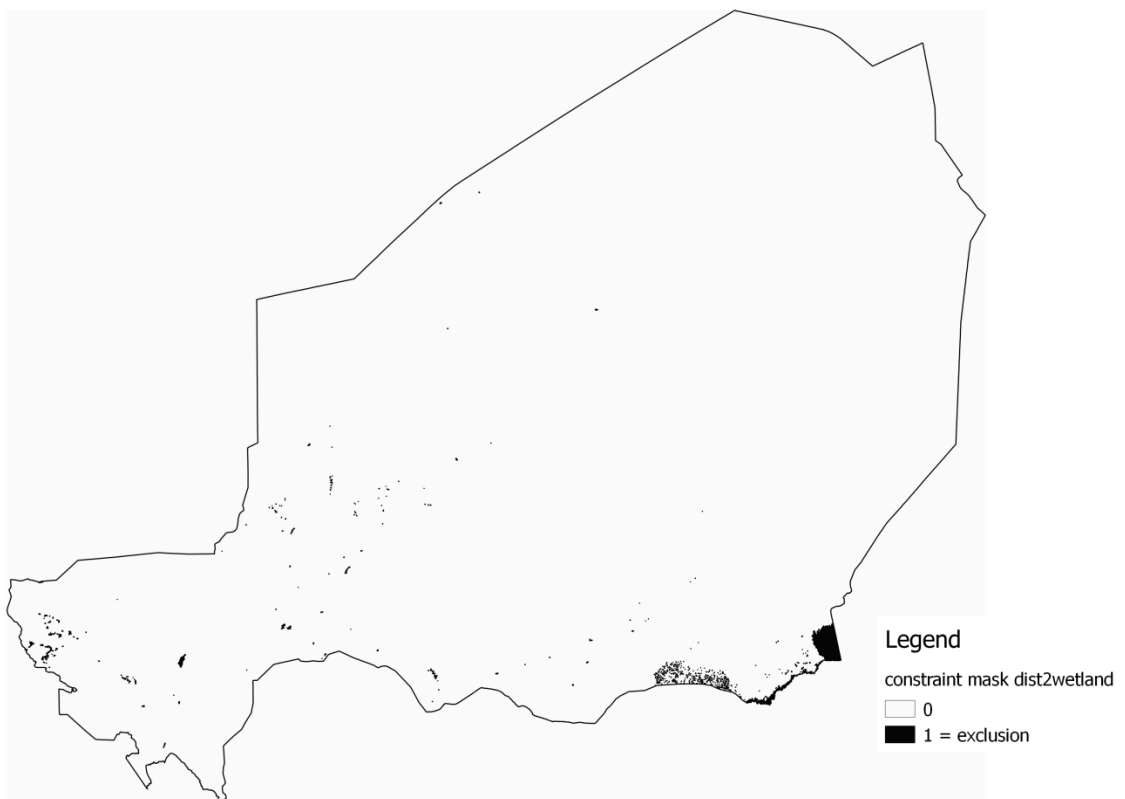 Legend
constraint mask dist2wetland
0
1 = exclusion